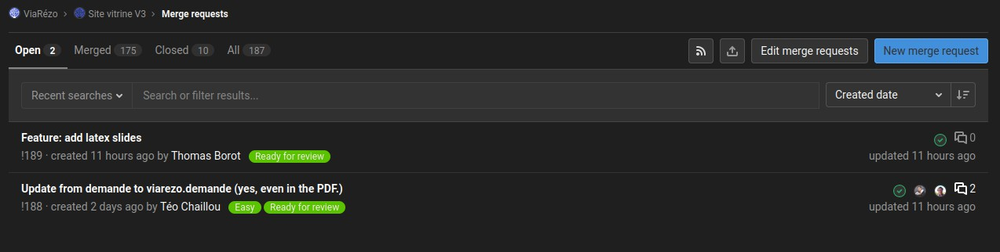 ViaRézo > Site vitrine V3 > Merge requests
Open 2 Merged 175 Closed 10 All 187 Edit merge requests New merge request
Recent searches Search or filter results... Created date
Feature: add latex slides 0
!189 · created 11 hours ago by Thomas Borot Ready for review updated 11 hours ago
Update from demande to viarezo.demande (yes, even in the PDF.) 2
!188 · created 2 days ago by Téo Chaillou Easy Ready for review updated 11 hours ago